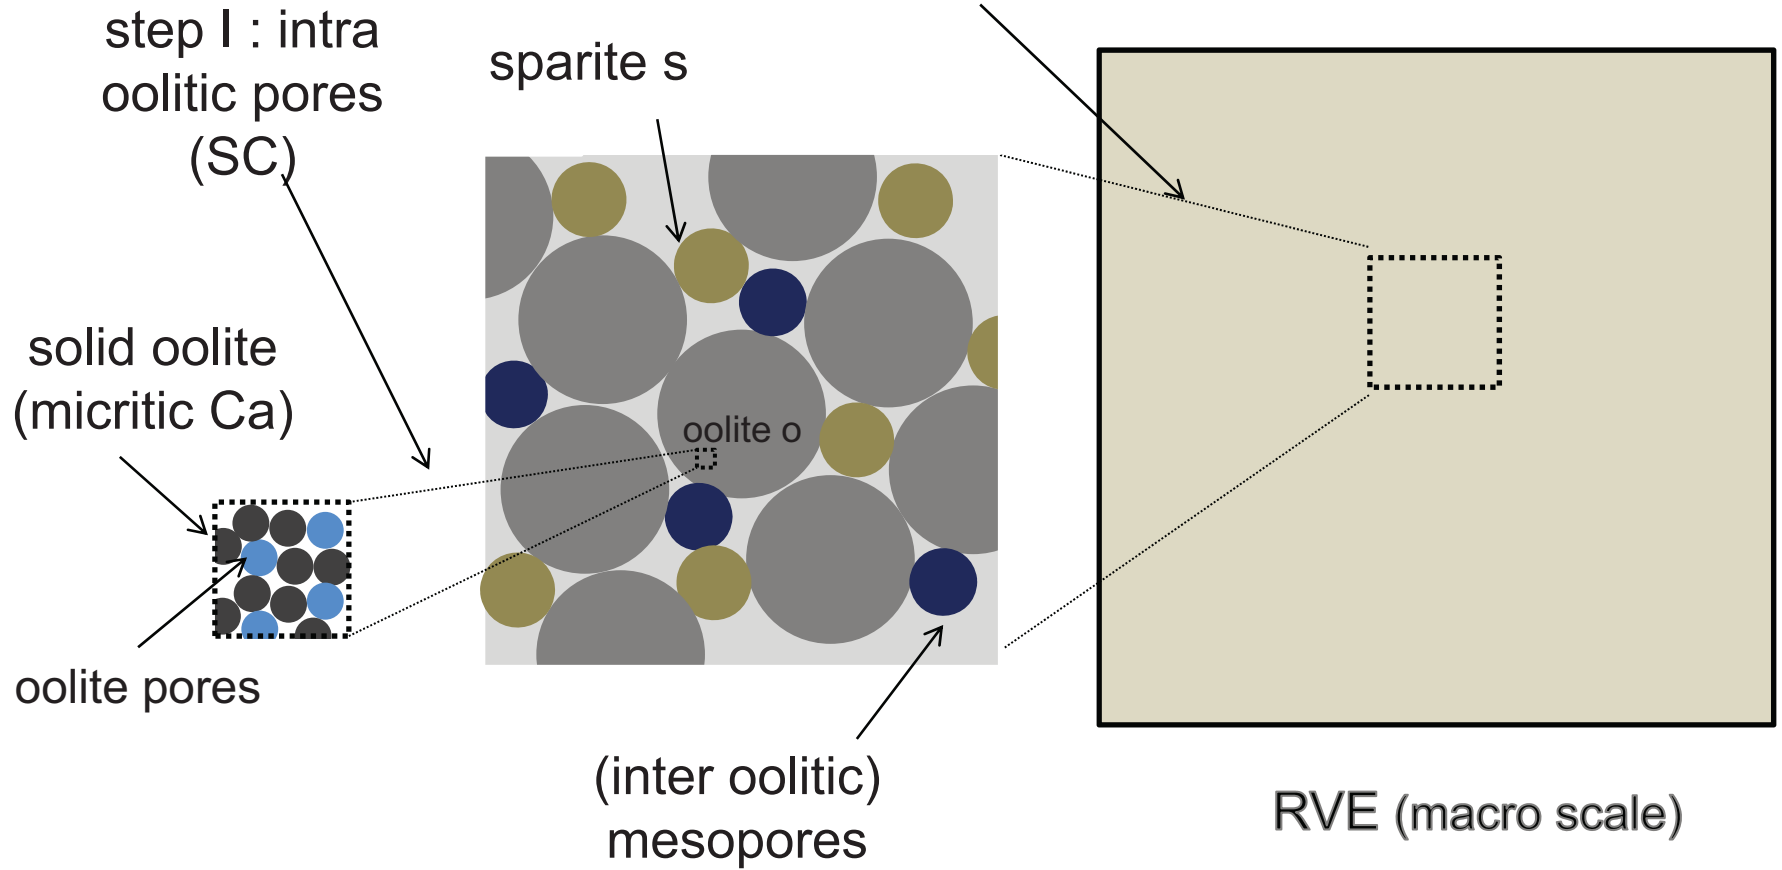 step I : intra
oolitic pores
(SC)
sparite s
solid oolite
(micritic Ca)
oolite o
oolite pores
(inter oolitic)
mesopores
RVE (macro scale)